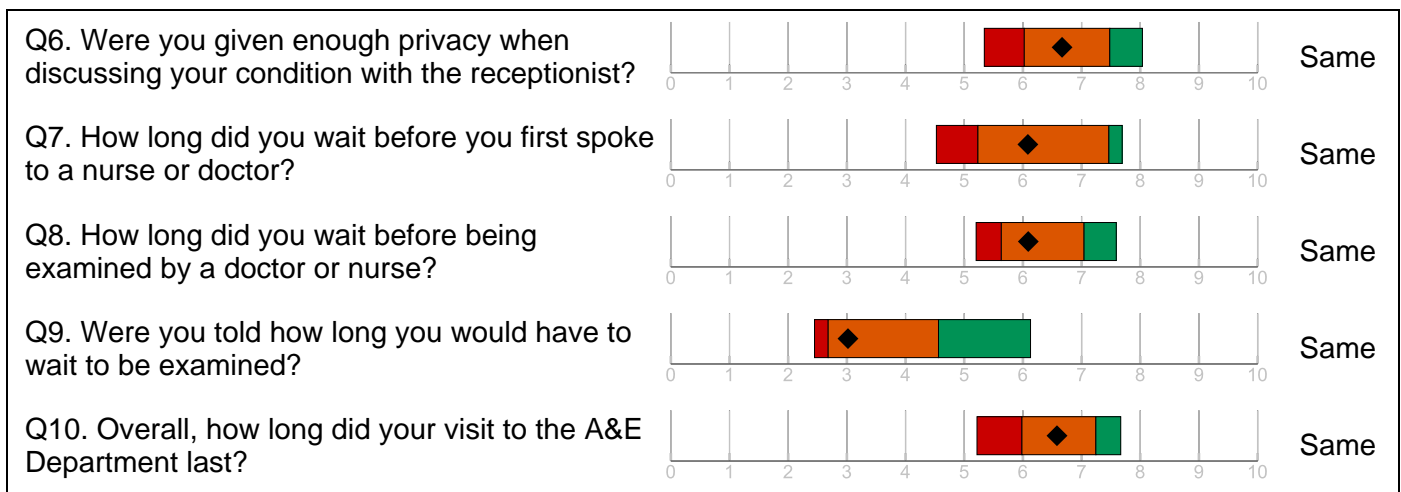 Q6. Were you given enough privacy when
discussing your condition with the receptionist?
0 1 2 3 4 5 6 7 8 9 10
Same
Q7. How long did you wait before you first spoke
to a nurse or doctor?
0 1 2 3 4 5 6 7 8 9 10
Same
Q8. How long did you wait before being
examined by a doctor or nurse?
0 1 2 3 4 5 6 7 8 9 10
Same
Q9. Were you told how long you would have to
wait to be examined?
0 1 2 3 4 5 6 7 8 9 10
Same
Q10. Overall, how long did your visit to the A&E
Department last?
0 1 2 3 4 5 6 7 8 9 10
Same